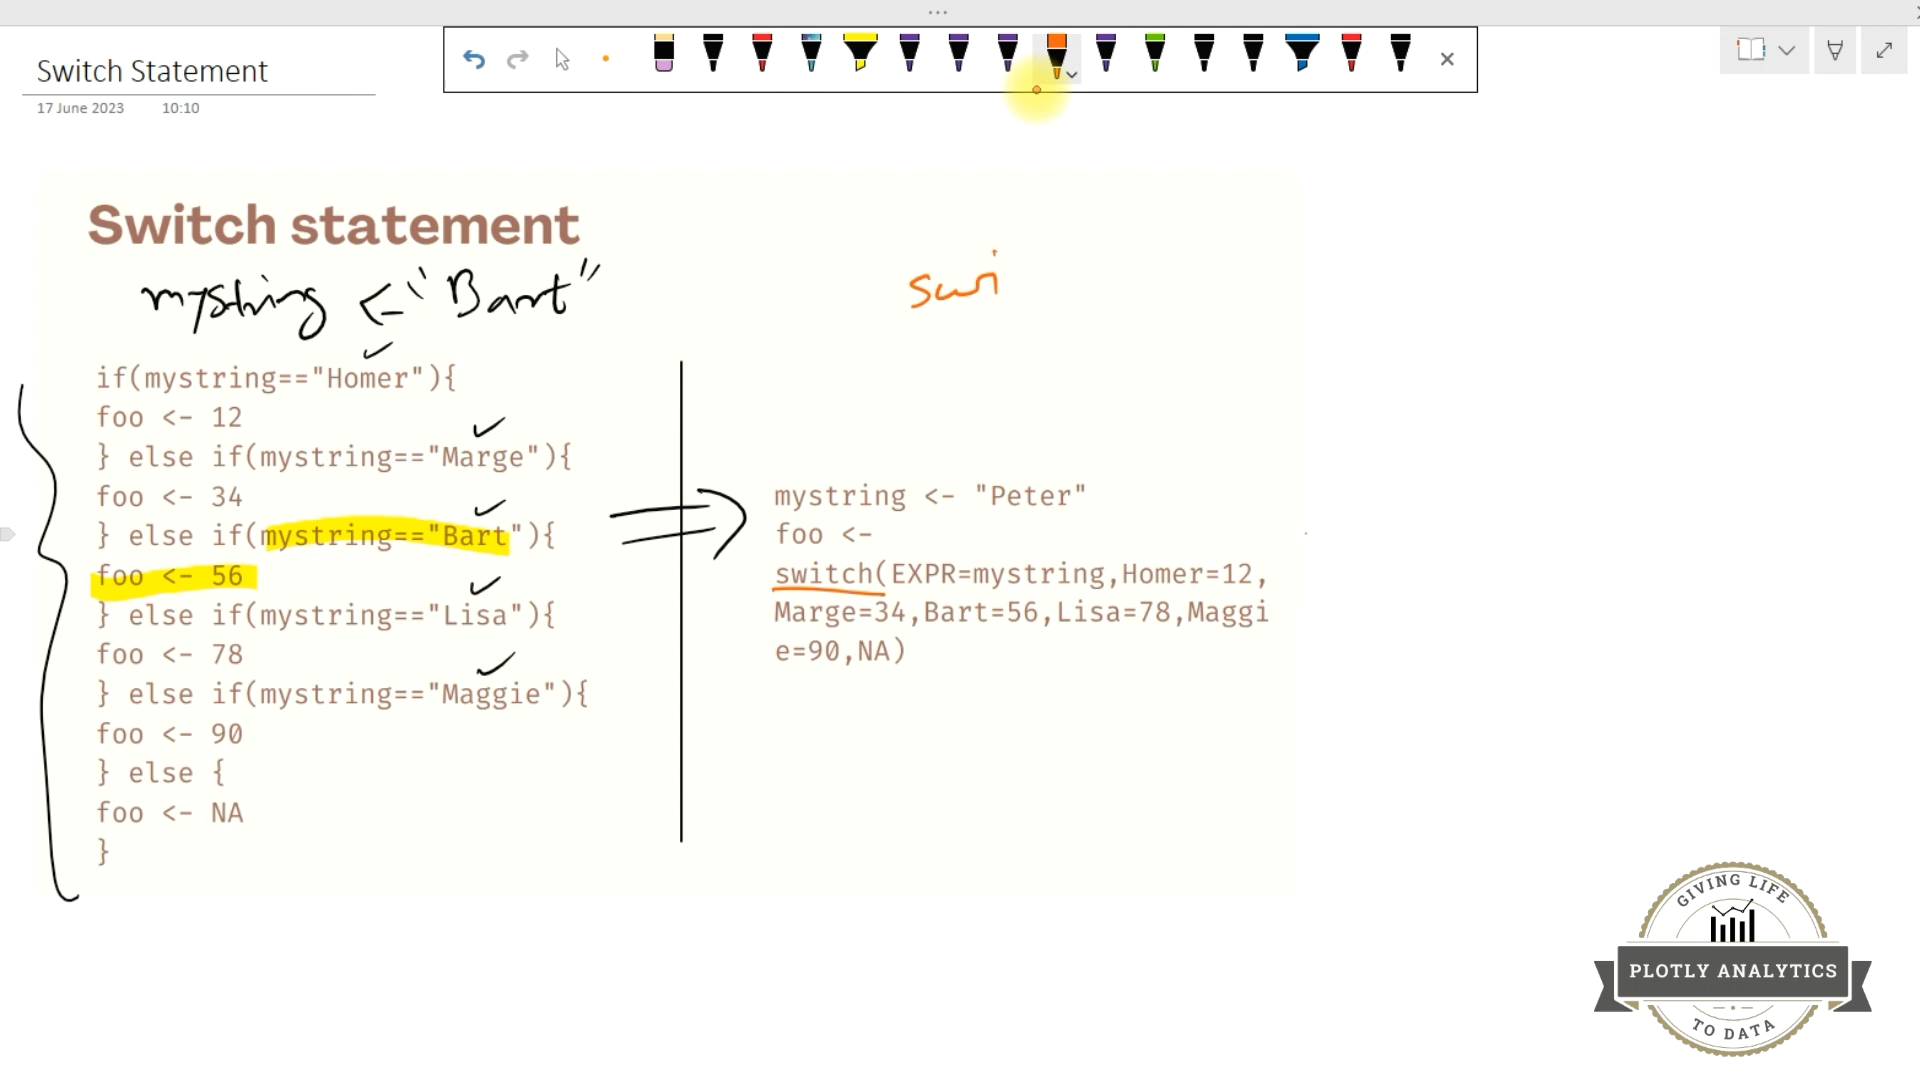 Switch Statement
17 June 2023 10:10
Switch statement
mystring <- "Bart"
swi
if(mystring=="Homer"){
foo <- 12
} else if(mystring=="Marge"){
foo <- 34
} else if(mystring=="Bart"){
foo <- 56
} else if(mystring=="Lisa"){
foo <- 78
} else if(mystring=="Maggie"){
foo <- 90
} else {
foo <- NA
}
mystring <- "Peter"
foo <-
switch(EXPR=mystring,Homer=12,
Marge=34,Bart=56,Lisa=78,Maggi
e=90,NA)
GIVING LIFE
PLOTLY ANALYTICS
TO DATA